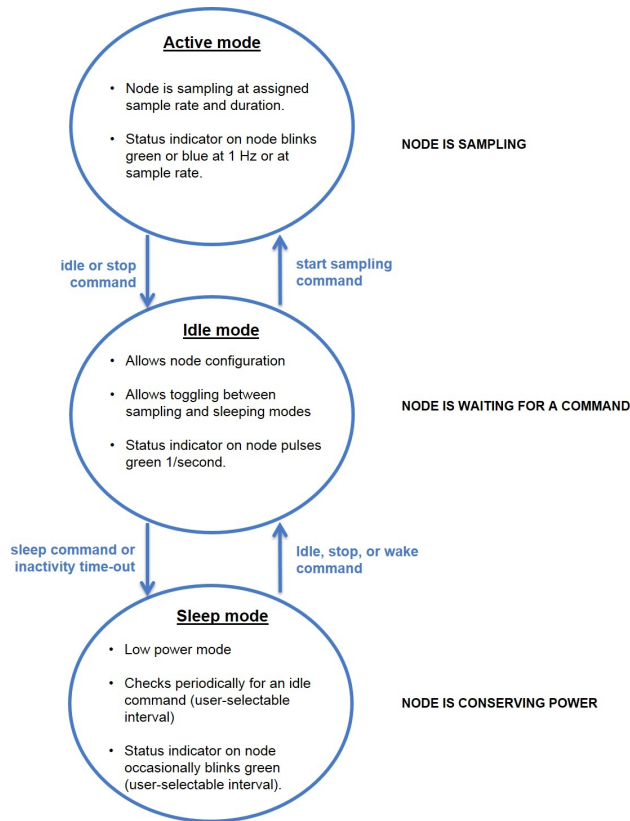 Active mode
• Node is sampling at assigned
sample rate and duration.
• Status indicator on node blinks
green or blue at 1 Hz or at
sample rate.
NODE IS SAMPLING
idle or stop
command
start sampling
command
Idle mode
• Allows node configuration
• Allows toggling between
sampling and sleeping modes
• Status indicator on node pulses
green 1/second.
NODE IS WAITING FOR A COMMAND
sleep command or
inactivity time-out
Idle, stop, or wake
command
Sleep mode
• Low power mode
• Checks periodically for an idle
command (user-selectable
interval)
• Status indicator on node
occasionally blinks green
(user-selectable interval).
NODE IS CONSERVING POWER